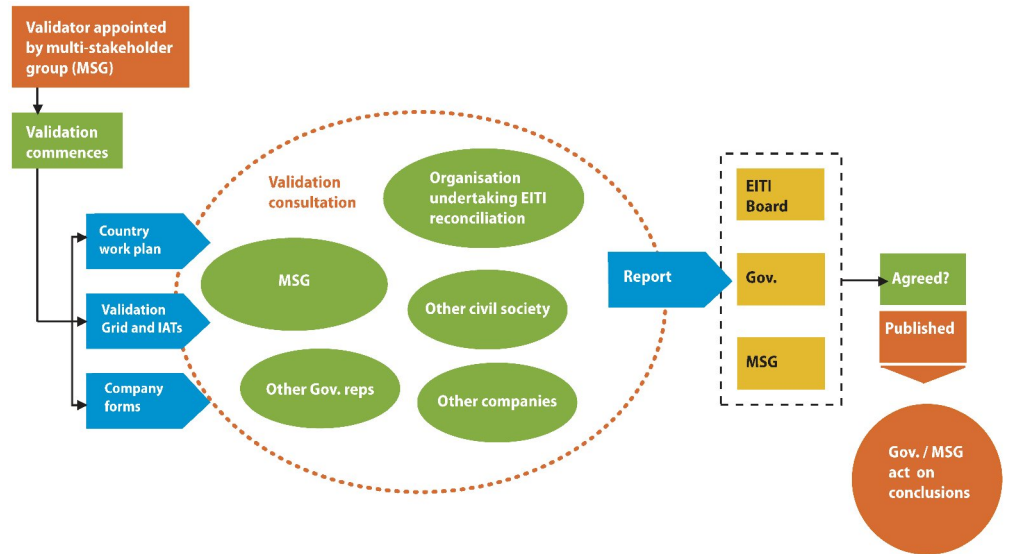 Validator appointed
by multi-stakeholder
group (MSG)
Validation
commences
Country
work plan
Validation
Grid and IATs
Company
forms
Validation
consultation
Organisation
undertaking EITI
reconciliation
MSG
Other civil society
Other Gov. reps
Other companies
Report
EITI
Board
Gov.
MSG
Agreed?
Published
Gov. / MSG
act on
conclusions